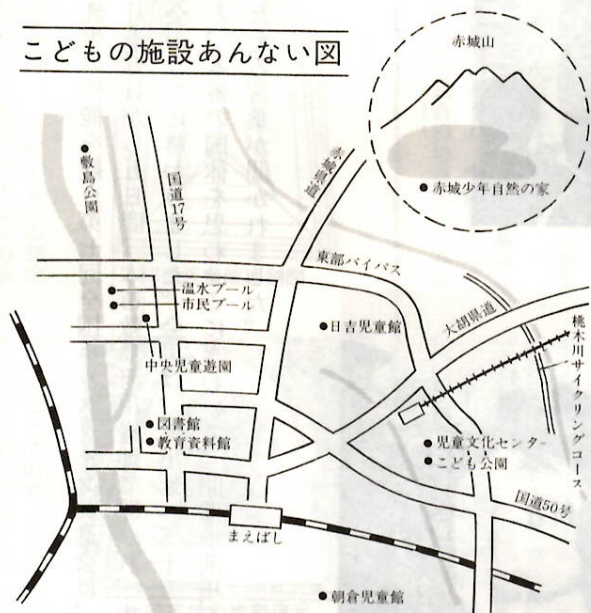 こどもの施設あんない図
赤城山
赤城少年自然の家
敷島公園
国道17号
赤城県道
東部バイパス
温水プール
市民プール
日吉児童館
大胡県道
桃木川サイクリングコース
中央児童遊園
図書館
教育資料館
児童文化センター
こども公園
国道50号
まえばし
朝倉児童館